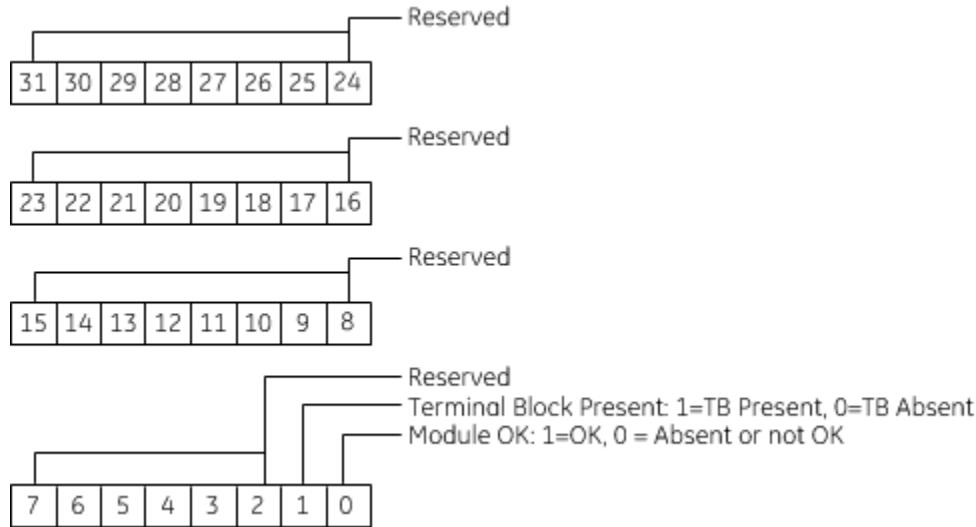 Reserved
31 30 29 28 27 26 25 24
Reserved
23 22 21 20 19 18 17 16
Reserved
15 14 13 12 11 10 9 8
Reserved
Terminal Block Present: 1=TB Present, 0=TB Absent
Module OK: 1=OK, 0 = Absent or not OK
7 6 5 4 3 2 1 0